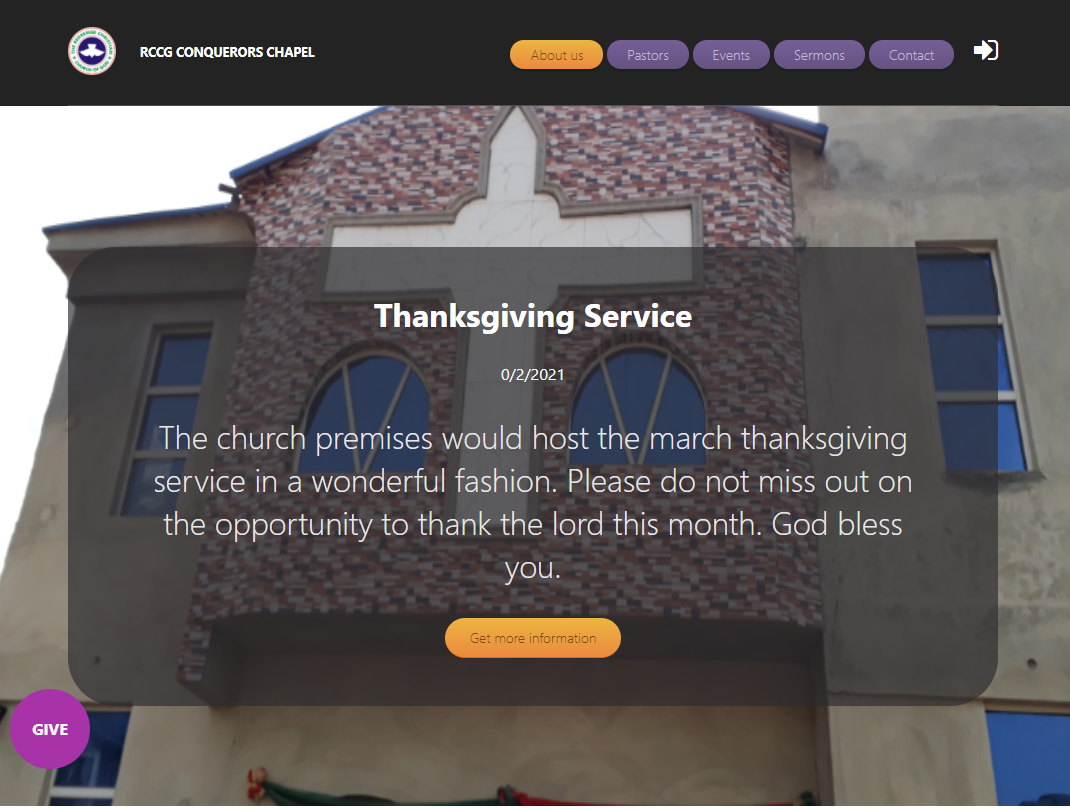 RCCG CONQUERORS CHAPEL
About us
Pastors
Events
Sermons
Contact
Thanksgiving Service
0/2/2021
The church premises would host the march thanksgiving
service in a wonderful fashion. Please do not miss out on
the opportunity to thank the lord this month. God bless
you.
Get more information
GIVE